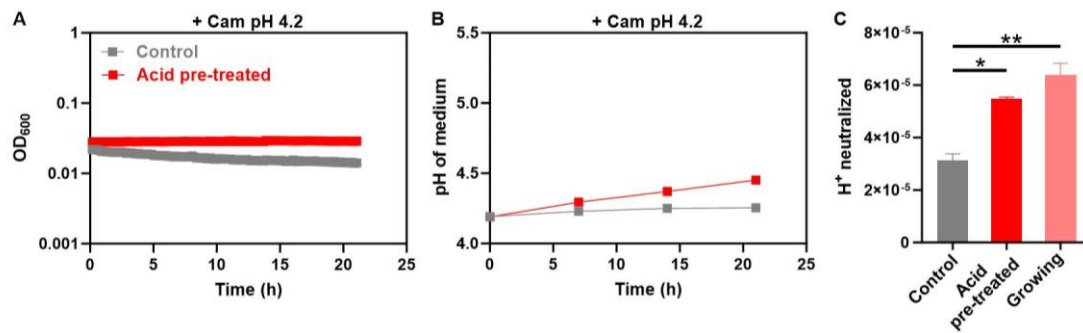 A
+ Cam pH 4.2
Control
Acid pre-treated
OD600
1
0.1
0.01
0.001
0 5 10 15 20 25
Time (h)
B
+ Cam pH 4.2
pH of medium
5.5
5.0
4.5
4.0
0 5 10 15 20 25
Time (h)
C
H+ neutralized
8×10-5
6×10-5
4×10-5
2×10-5
0
**
*
Control
Acid
pre-treated
Growing